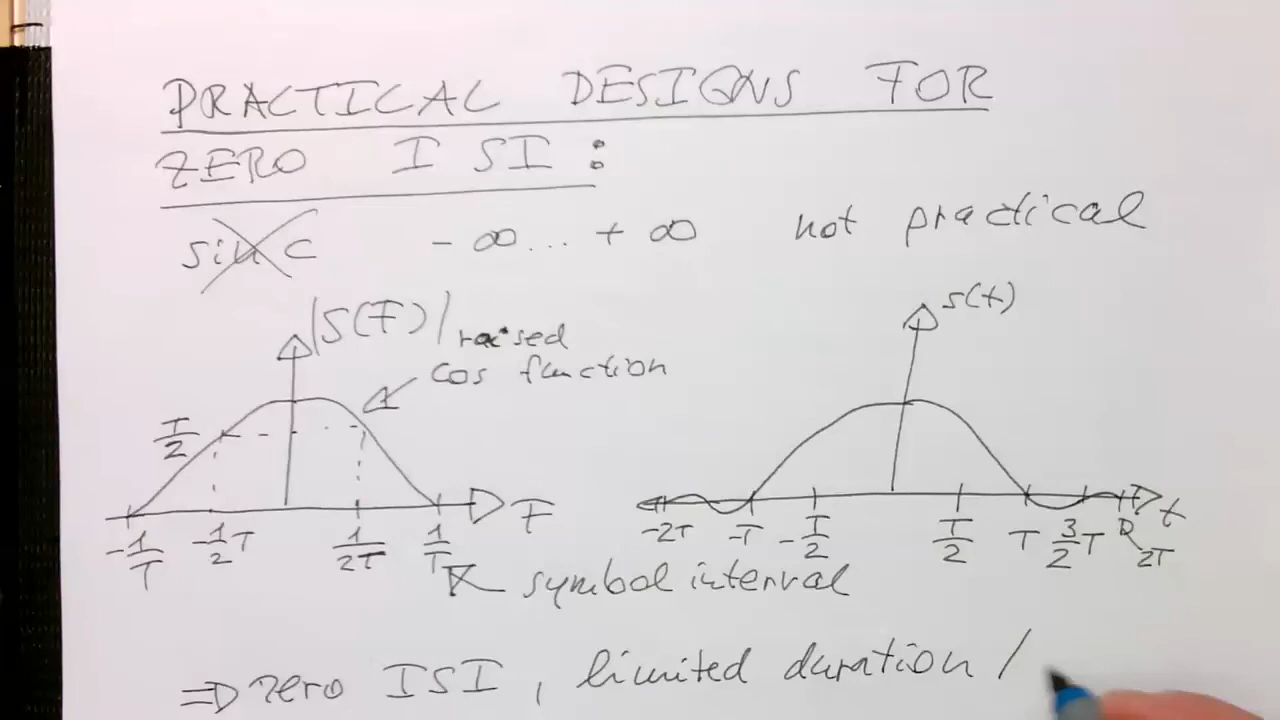 PRACTICAL DESIGNS FOR
ZERO ISI :
sinc -∞ ... +∞ not practical
|S(F)| raised
cos function
s(t)
T/2
F
t
-1/T -1/2T 1/2T 1/T
-2T -T -T/2 T/2 T 3/2T 2T
symbol interval
⇒ zero ISI, limited duration /